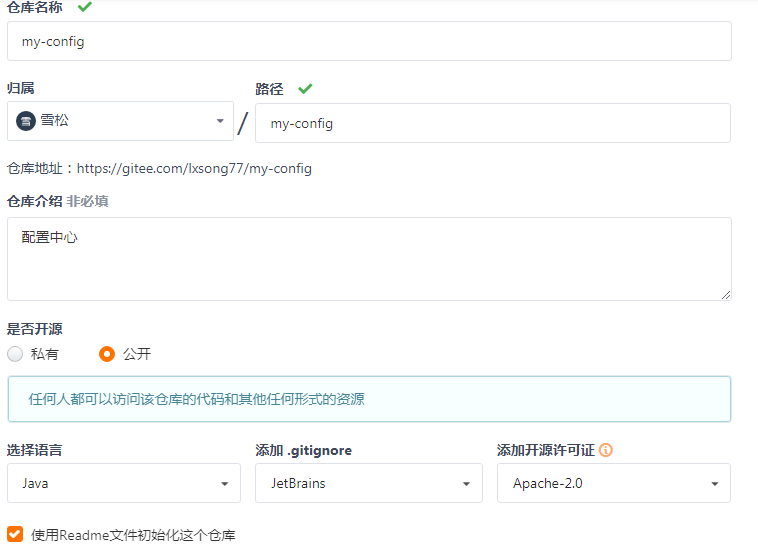 仓库名称
my-config
归属 路径
雪 雪松 / my-config
仓库地址：https://gitee.com/lxsong77/my-config
仓库介绍 非必填
配置中心
是否开源
私有 公开
任何人都可以访问该仓库的代码和其他任何形式的资源
选择语言 添加 .gitignore 添加开源许可证
Java JetBrains Apache-2.0
使用Readme文件初始化这个仓库